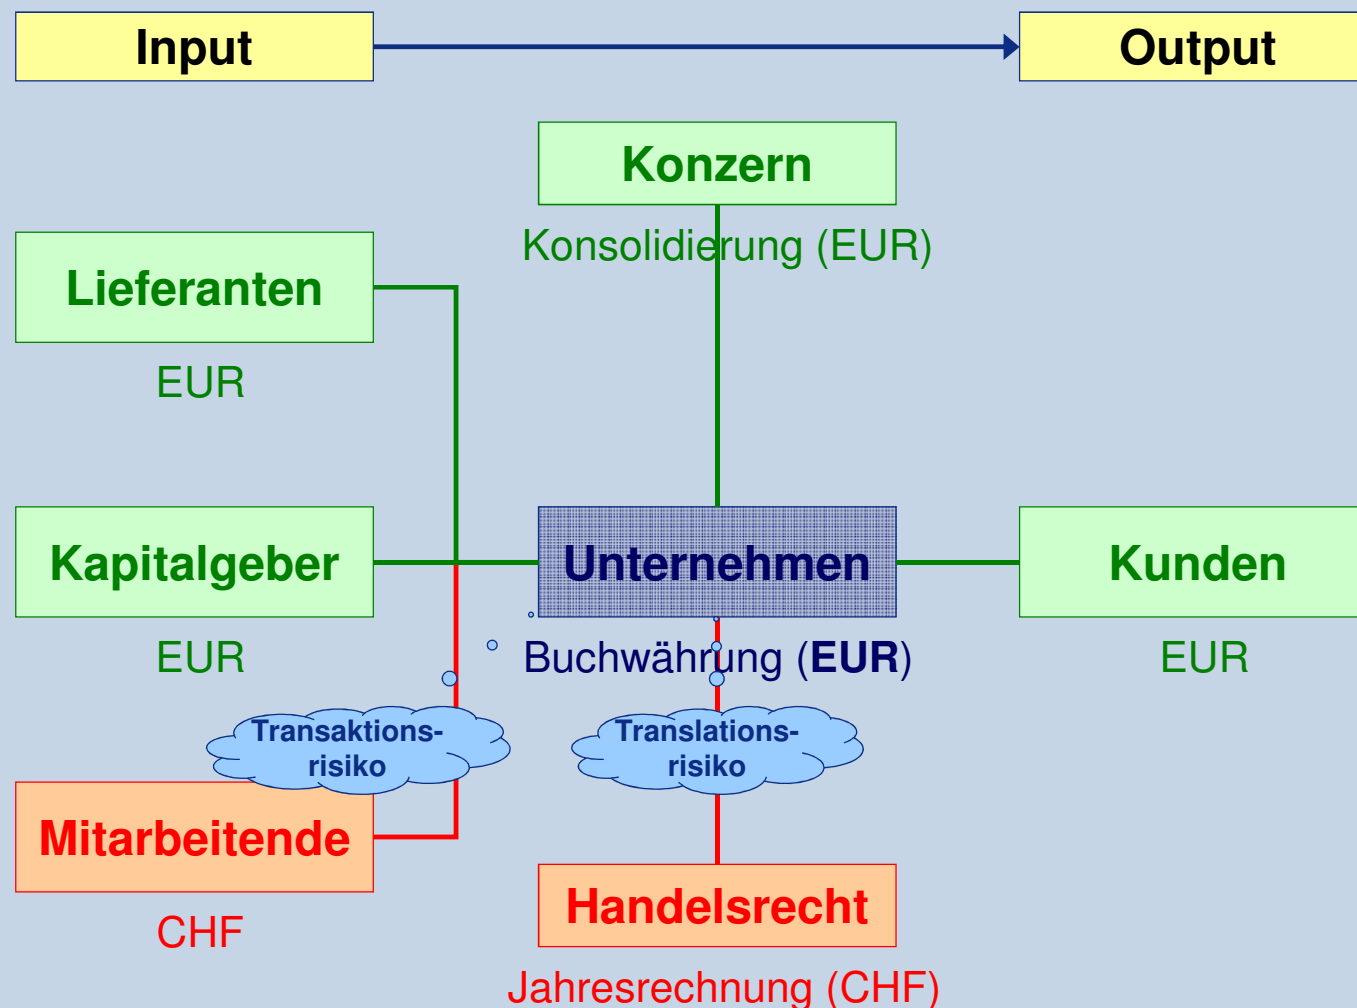 Input
Output
Konzern
Konsolidierung (EUR)
Lieferanten
EUR
Kapitalgeber
EUR
Unternehmen
Buchwährung (EUR)
Kunden
EUR
Transaktions-
risiko
Translations-
risiko
Mitarbeitende
CHF
Handelsrecht
Jahresrechnung (CHF)